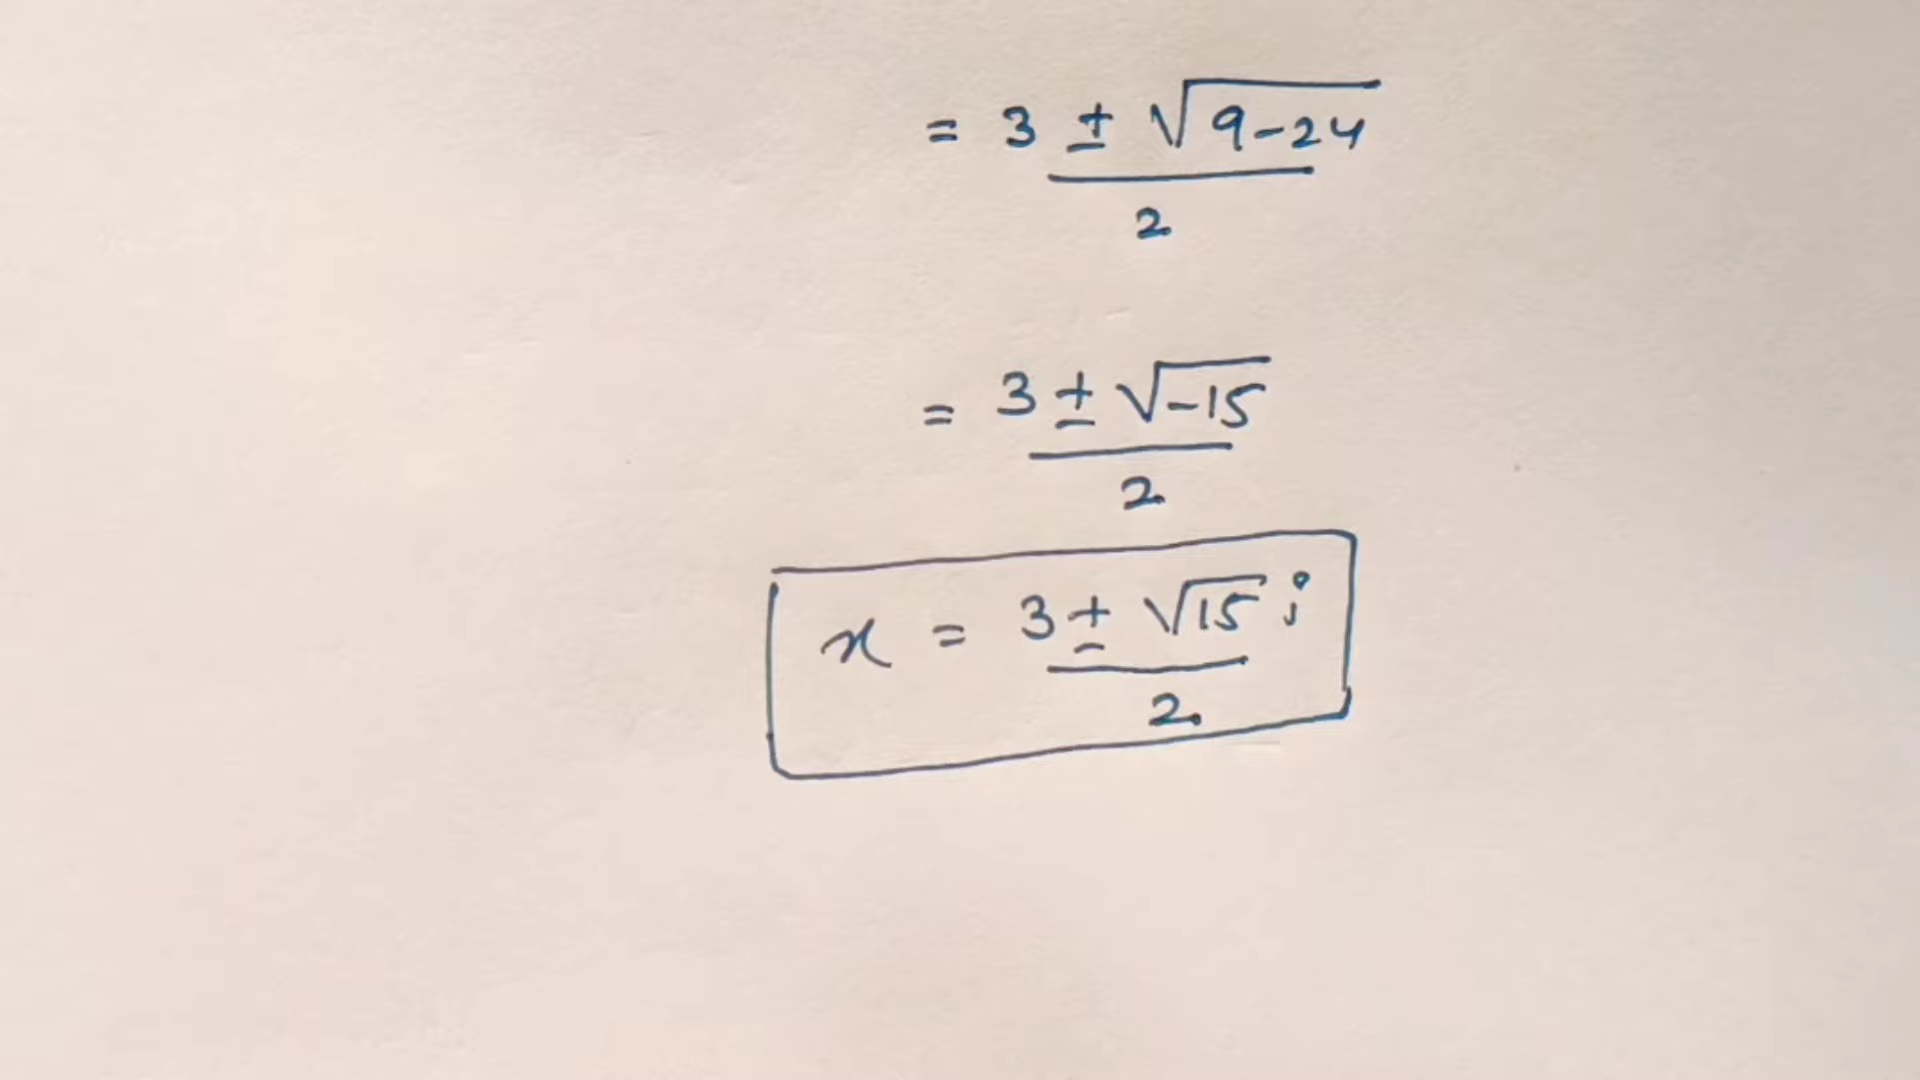 = 3 ± √9-24
2
= 3 ± √-15
2
x = 3 ± √15 i
2